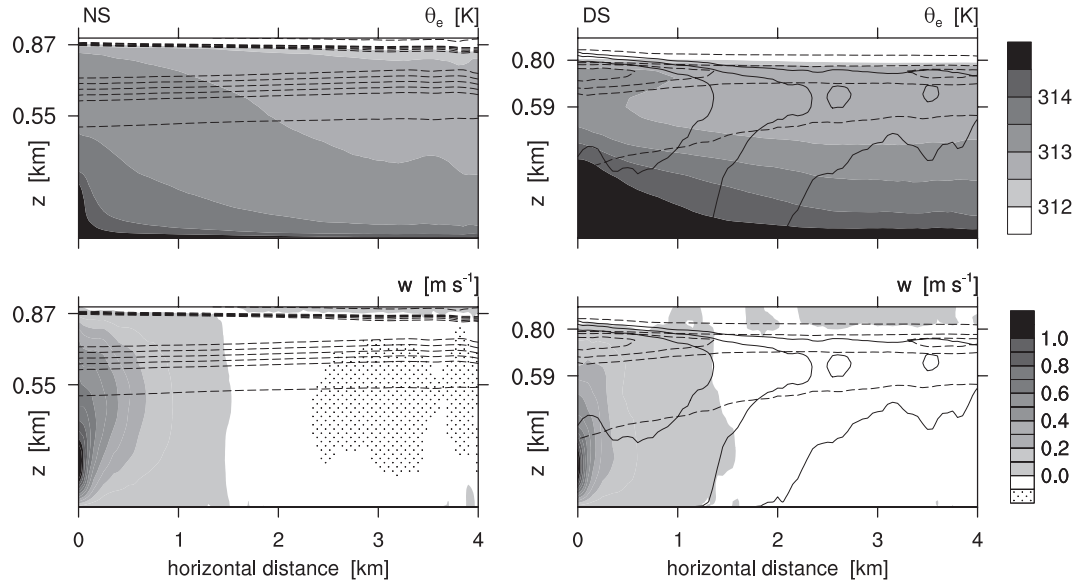 NS θe [K]
0.87
0.55
z [km]
DS θe [K]
0.80
0.59
z [km]
314
313
312
w [m s-1]
0.87
0.55
z [km]
0 1 2 3 4
horizontal distance [km]
w [m s-1]
0.80
0.59
z [km]
0 1 2 3 4
horizontal distance [km]
1.0
0.8
0.6
0.4
0.2
0.0